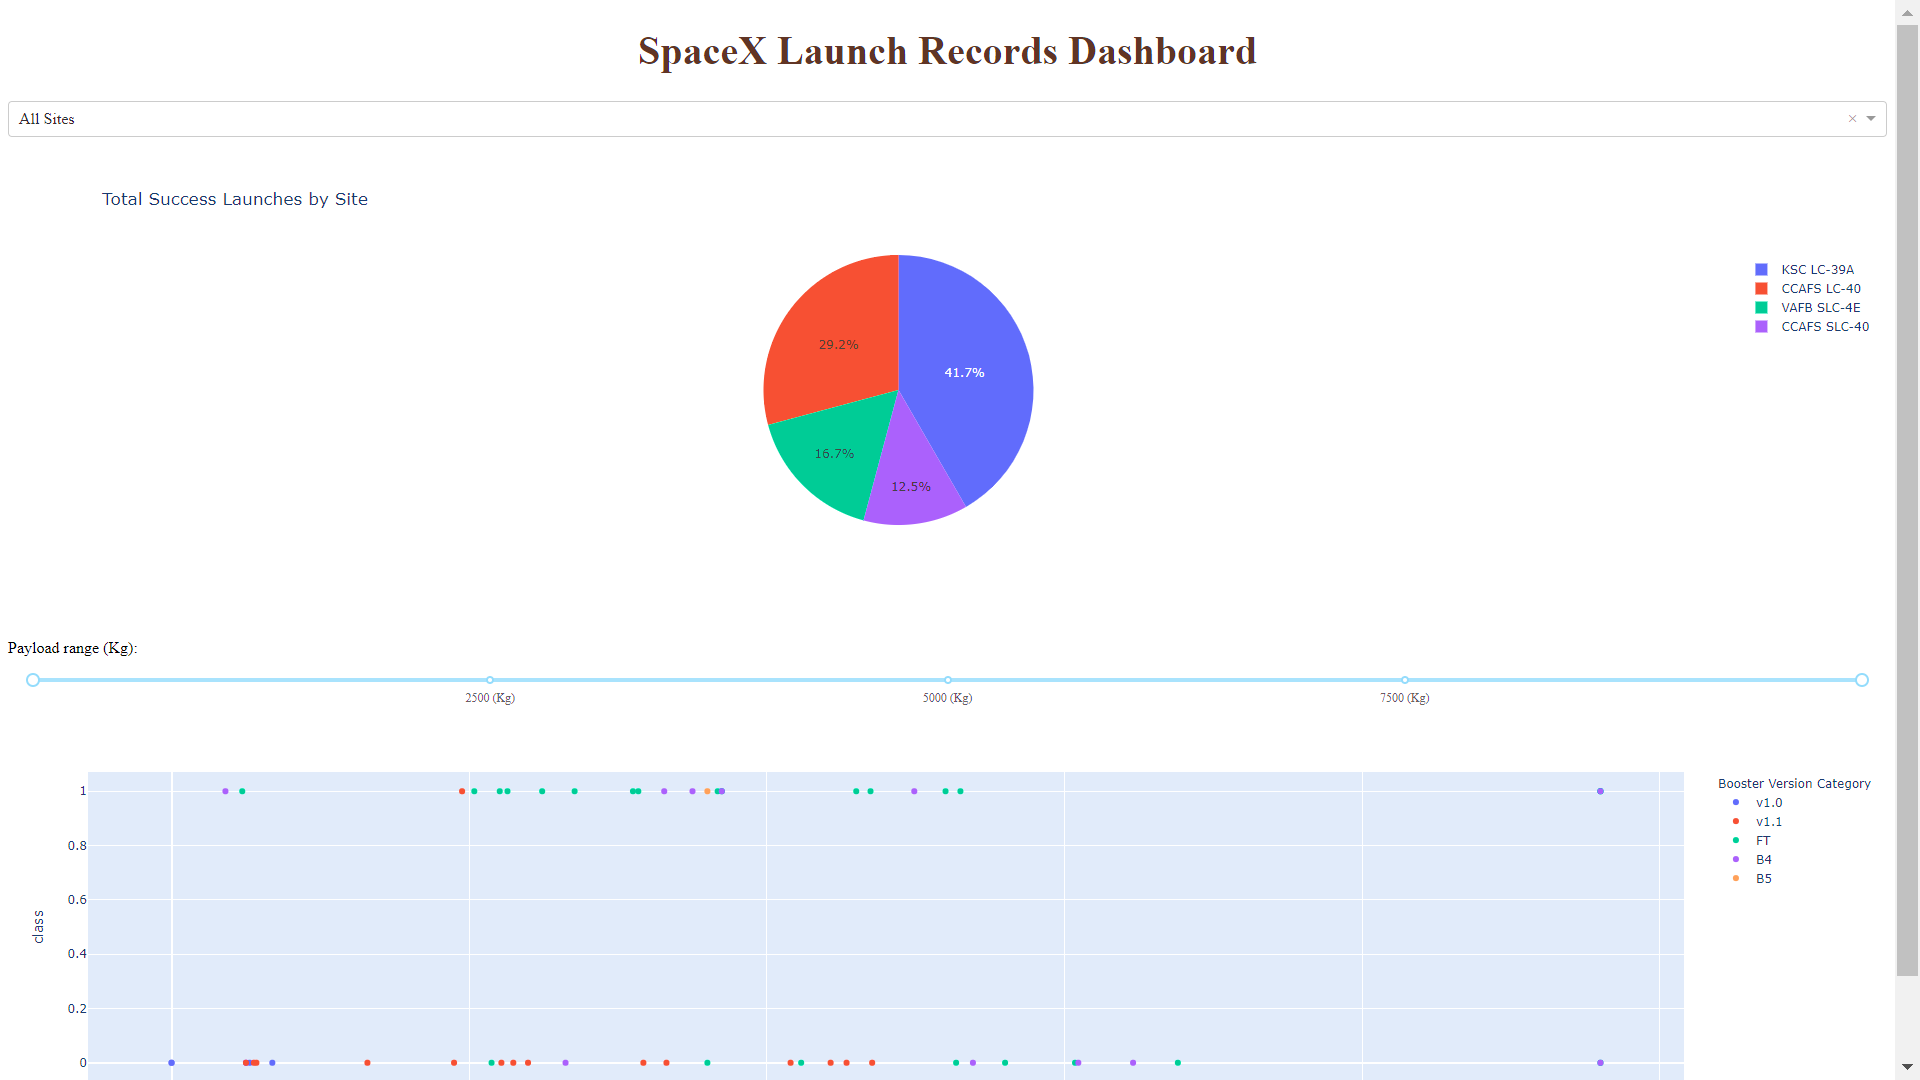 SpaceX Launch Records Dashboard
All Sites
Total Success Launches by Site
KSC LC-39A
CCAFS LC-40
VAFB SLC-4E
CCAFS SLC-40
29.2%
41.7%
16.7%
12.5%
Payload range (Kg):
2500 (Kg) 5000 (Kg) 7500 (Kg)
Booster Version Category
v1.0
v1.1
FT
B4
B5
class
1
0.8
0.6
0.4
0.2
0